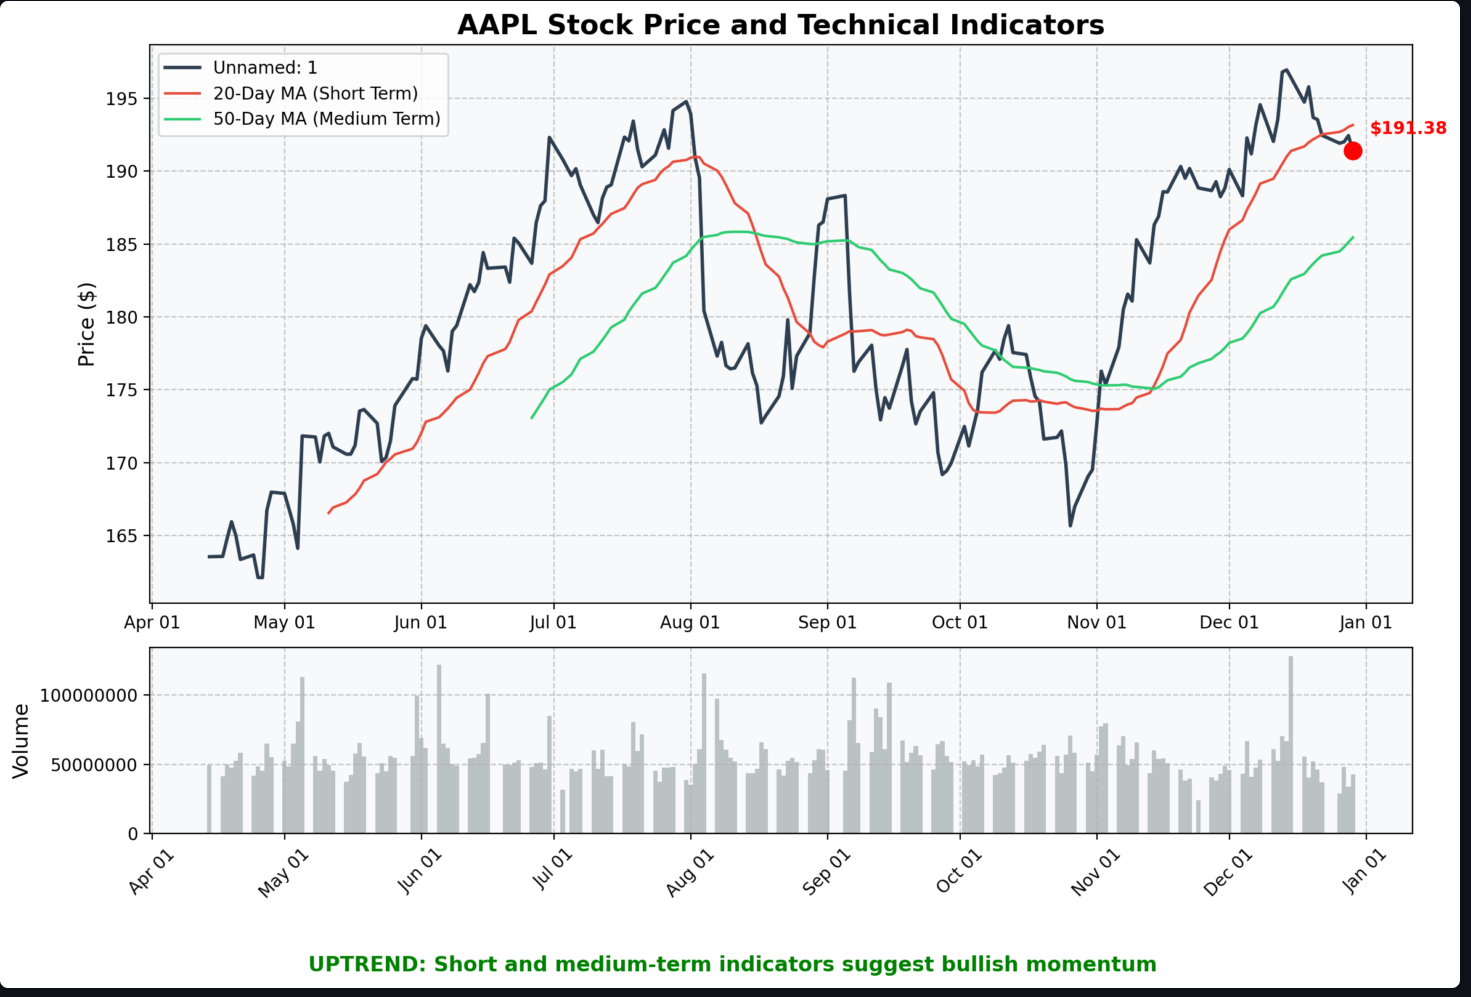 AAPL Stock Price and Technical Indicators
Unnamed: 1
20-Day MA (Short Term)
50-Day MA (Medium Term)
$191.38
Price ($)
195
190
185
180
175
170
165
Apr 01 May 01 Jun 01 Jul 01 Aug 01 Sep 01 Oct 01 Nov 01 Dec 01 Jan 01
Volume
100000000
50000000
0
Apr 01 May 01 Jun 01 Jul 01 Aug 01 Sep 01 Oct 01 Nov 01 Dec 01 Jan 01
UPTREND: Short and medium-term indicators suggest bullish momentum